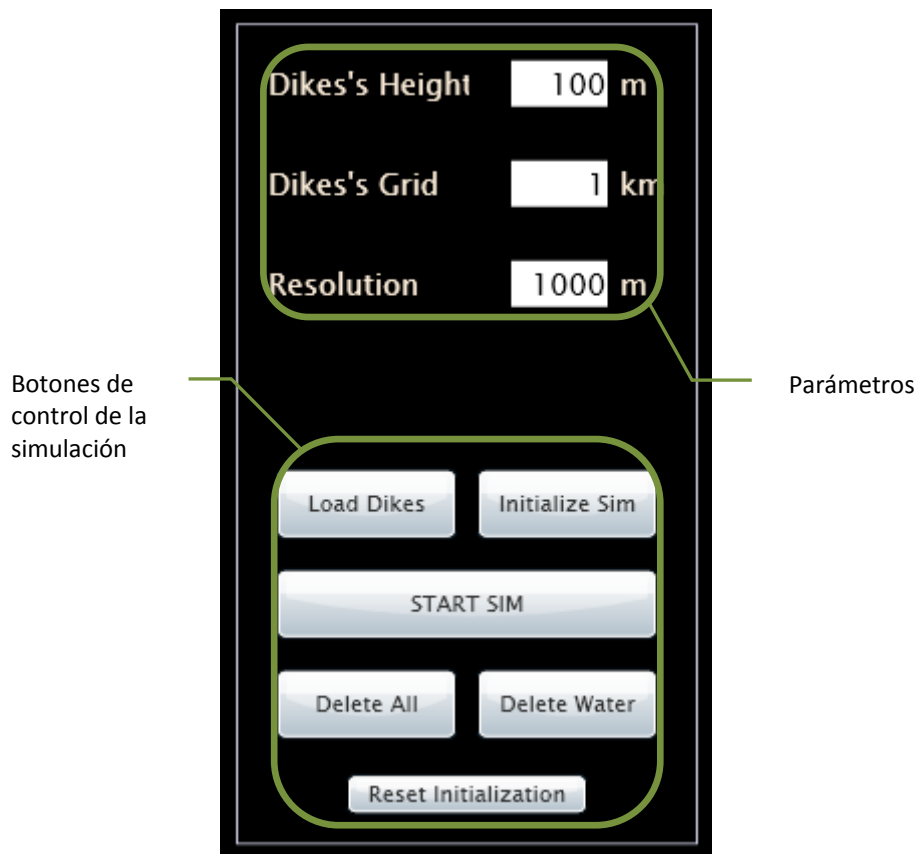 Dikes's Height 100 m
Dikes's Grid 1 km
Resolution 1000 m
Botones de
control de la
simulación
Parámetros
Load Dikes Initialize Sim
START SIM
Delete All Delete Water
Reset Initialization